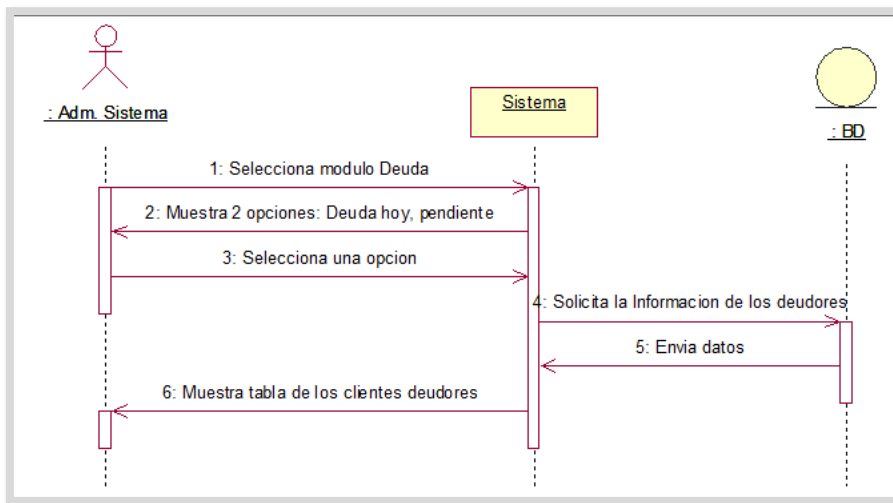 : Adm. Sistema
Sistema
: BD
1: Selecciona modulo Deuda
2: Muestra 2 opciones: Deuda hoy, pendiente
3: Selecciona una opcion
4: Solicita la Informacion de los deudores
5: Envia datos
6: Muestra tabla de los clientes deudores